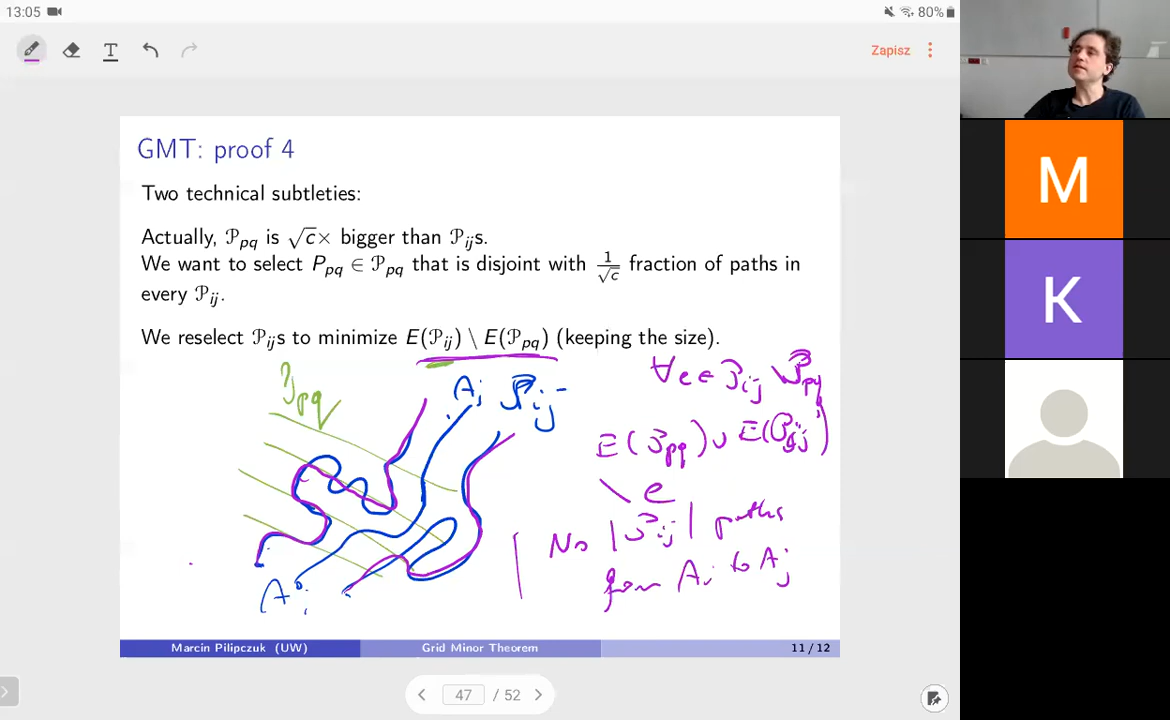 13:05
80%
T
Zapisz
GMT: proof 4
Two technical subtleties:
Actually, 𝒫pq is √c× bigger than 𝒫ijs.
We want to select Ppq ∈ 𝒫pq that is disjoint with 1/√c fraction of paths in
every 𝒫ij.
We reselect 𝒫ijs to minimize E(𝒫ij) \ E(𝒫pq) (keeping the size).
𝒫pq
Aj 𝒫ij
∀e∈𝒫ij \ 𝒫pq
E(𝒫pq) ∪ E(𝒫ij)
\ e
No |𝒫ij| paths
from Ai to Aj
Ai
Marcin Pilipczuk (UW)
Grid Minor Theorem
11 / 12
47 / 52
M
K